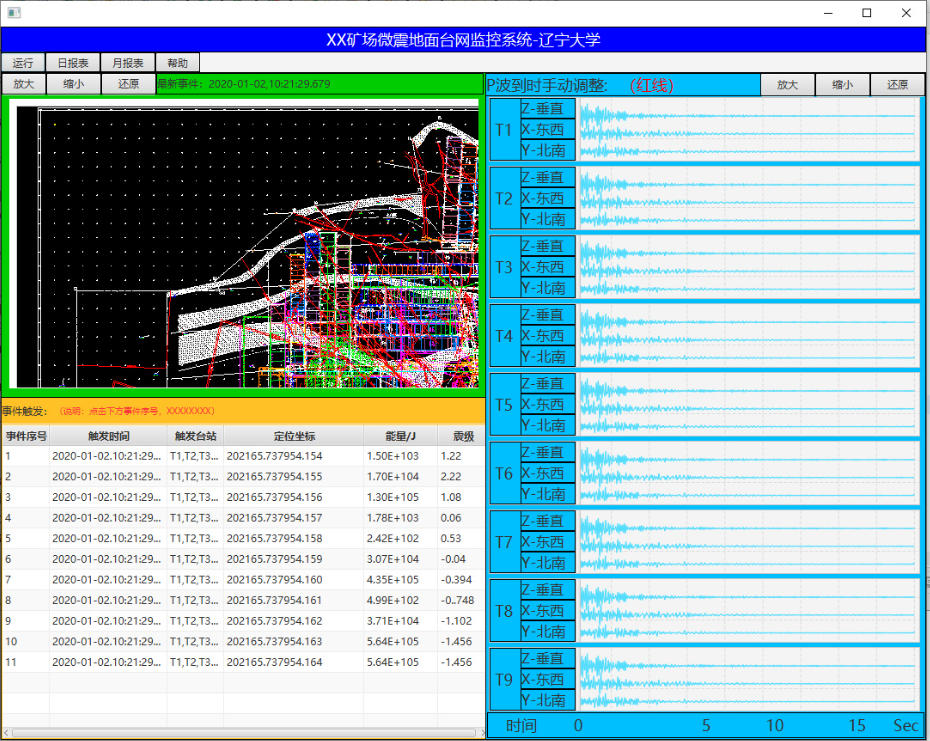 XX矿场微震地面台网监控系统-辽宁大学
运行 日报表 月报表 帮助
放大 缩小 还原 最新事件：2020-01-02,10:21:29.679
P波到时手动调整: (红线) 放大 缩小 还原
T1 Z-垂直 X-东西 Y-北南
T2 Z-垂直 X-东西 Y-北南
T3 Z-垂直 X-东西 Y-北南
T4 Z-垂直 X-东西 Y-北南
T5 Z-垂直 X-东西 Y-北南
T6 Z-垂直 X-东西 Y-北南
T7 Z-垂直 X-东西 Y-北南
T8 Z-垂直 X-东西 Y-北南
T9 Z-垂直 X-东西 Y-北南
时间 0 5 10 15 Sec
事件触发: （说明：点击下方事件序号，XXXXXXXX）
事件序号 触发时间 触发台站 定位坐标 能量/J 震级
1 2020-01-02.10:21:29... T1,T2,T3... 202165.737954.154 1.50E+103 1.22
2 2020-01-02.10:21:29... T1,T2,T3... 202165.737954.155 1.70E+104 2.22
3 2020-01-02.10:21:29... T1,T2,T3... 202165.737954.156 1.30E+105 1.08
4 2020-01-02.10:21:29... T1,T2,T3... 202165.737954.157 1.78E+103 0.06
5 2020-01-02.10:21:29... T1,T2,T3... 202165.737954.158 2.42E+102 0.53
6 2020-01-02.10:21:29... T1,T2,T3... 202165.737954.159 3.07E+104 -0.04
7 2020-01-02.10:21:29... T1,T2,T3... 202165.737954.160 4.35E+105 -0.394
8 2020-01-02.10:21:29... T1,T2,T3... 202165.737954.161 4.99E+102 -0.748
9 2020-01-02.10:21:29... T1,T2,T3... 202165.737954.162 3.71E+104 -1.102
10 2020-01-02.10:21:29... T1,T2,T3... 202165.737954.163 5.64E+105 -1.456
11 2020-01-02.10:21:29... T1,T2,T3... 202165.737954.164 5.64E+105 -1.456